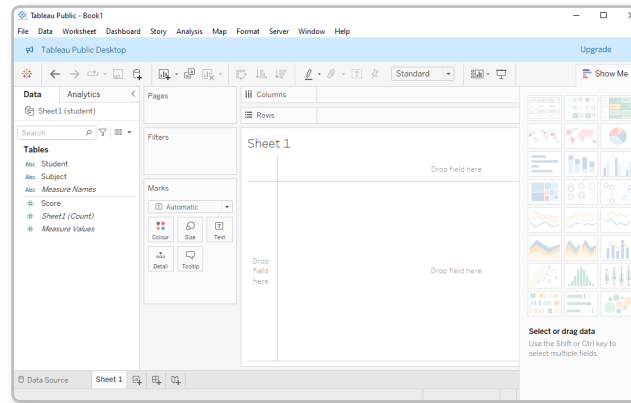 Tableau Public - Book1
File Data Worksheet Dashboard Story Analysis Map Format Server Window Help
Tableau Public Desktop Upgrade
Standard Show Me
Data Analytics
Sheet1 (student)
Search
Tables
Abc Student
Abc Subject
Abc Measure Names
# Score
# Sheet1 (Count)
# Measure Values
Pages
Filters
Marks
Automatic
Colour Size Text
Detail Tooltip
Columns
Rows
Sheet 1
Drop field here
Drop
field
here
Drop field here
Select or drag data
Use the Shift or Ctrl key to
select multiple fields
Data Source Sheet 1